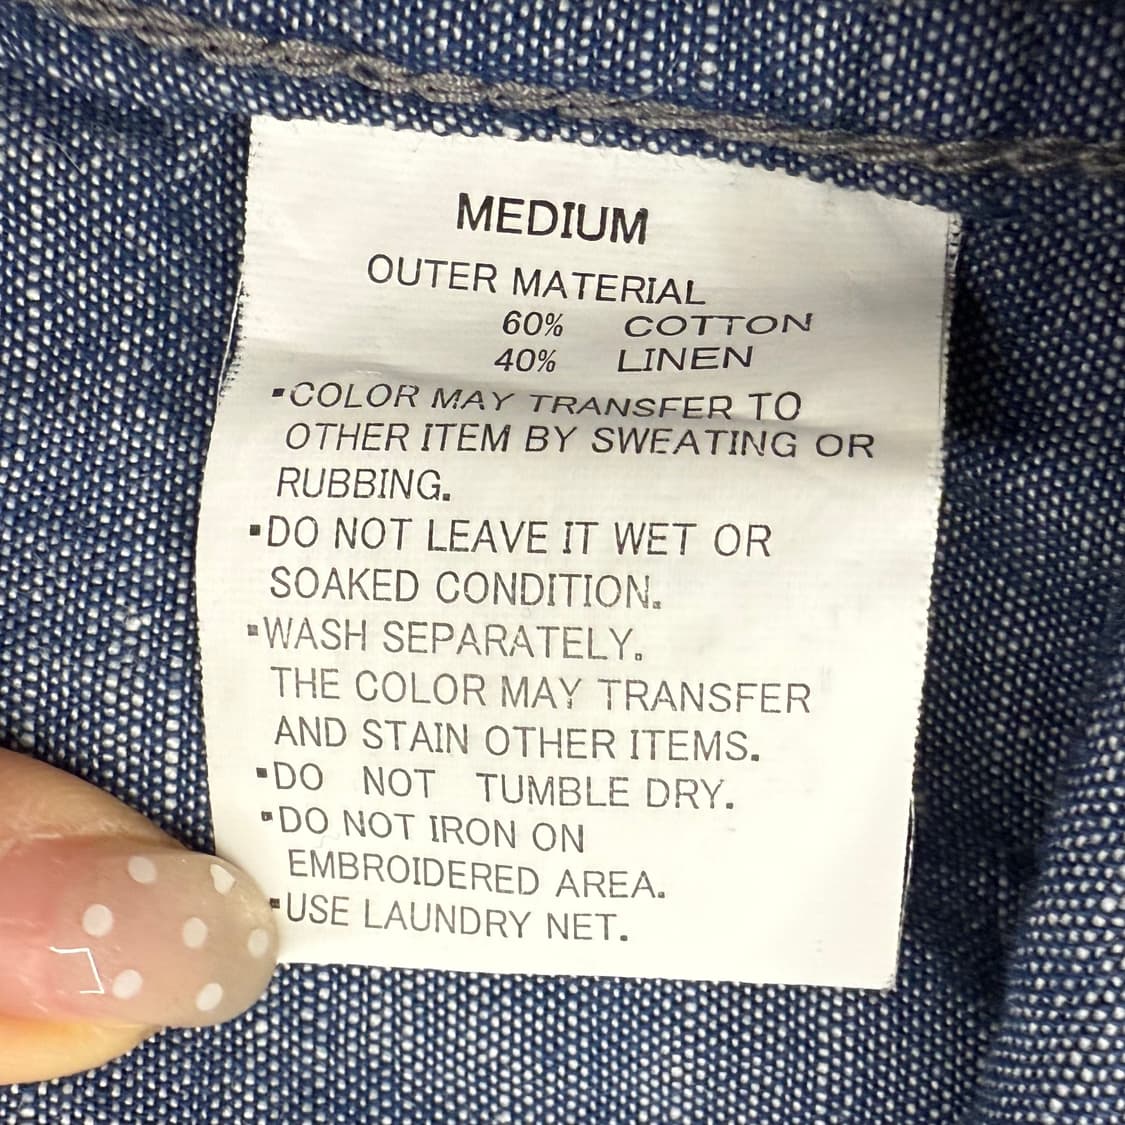 MEDIUM
OUTER MATERIAL
60% COTTON
40% LINEN
▪COLOR MAY TRANSFER TO
OTHER ITEM BY SWEATING OR
RUBBING.
▪DO NOT LEAVE IT WET OR
SOAKED CONDITION.
▪WASH SEPARATELY.
THE COLOR MAY TRANSFER
AND STAIN OTHER ITEMS.
▪DO NOT TUMBLE DRY.
▪DO NOT IRON ON
EMBROIDERED AREA.
▪USE LAUNDRY NET.